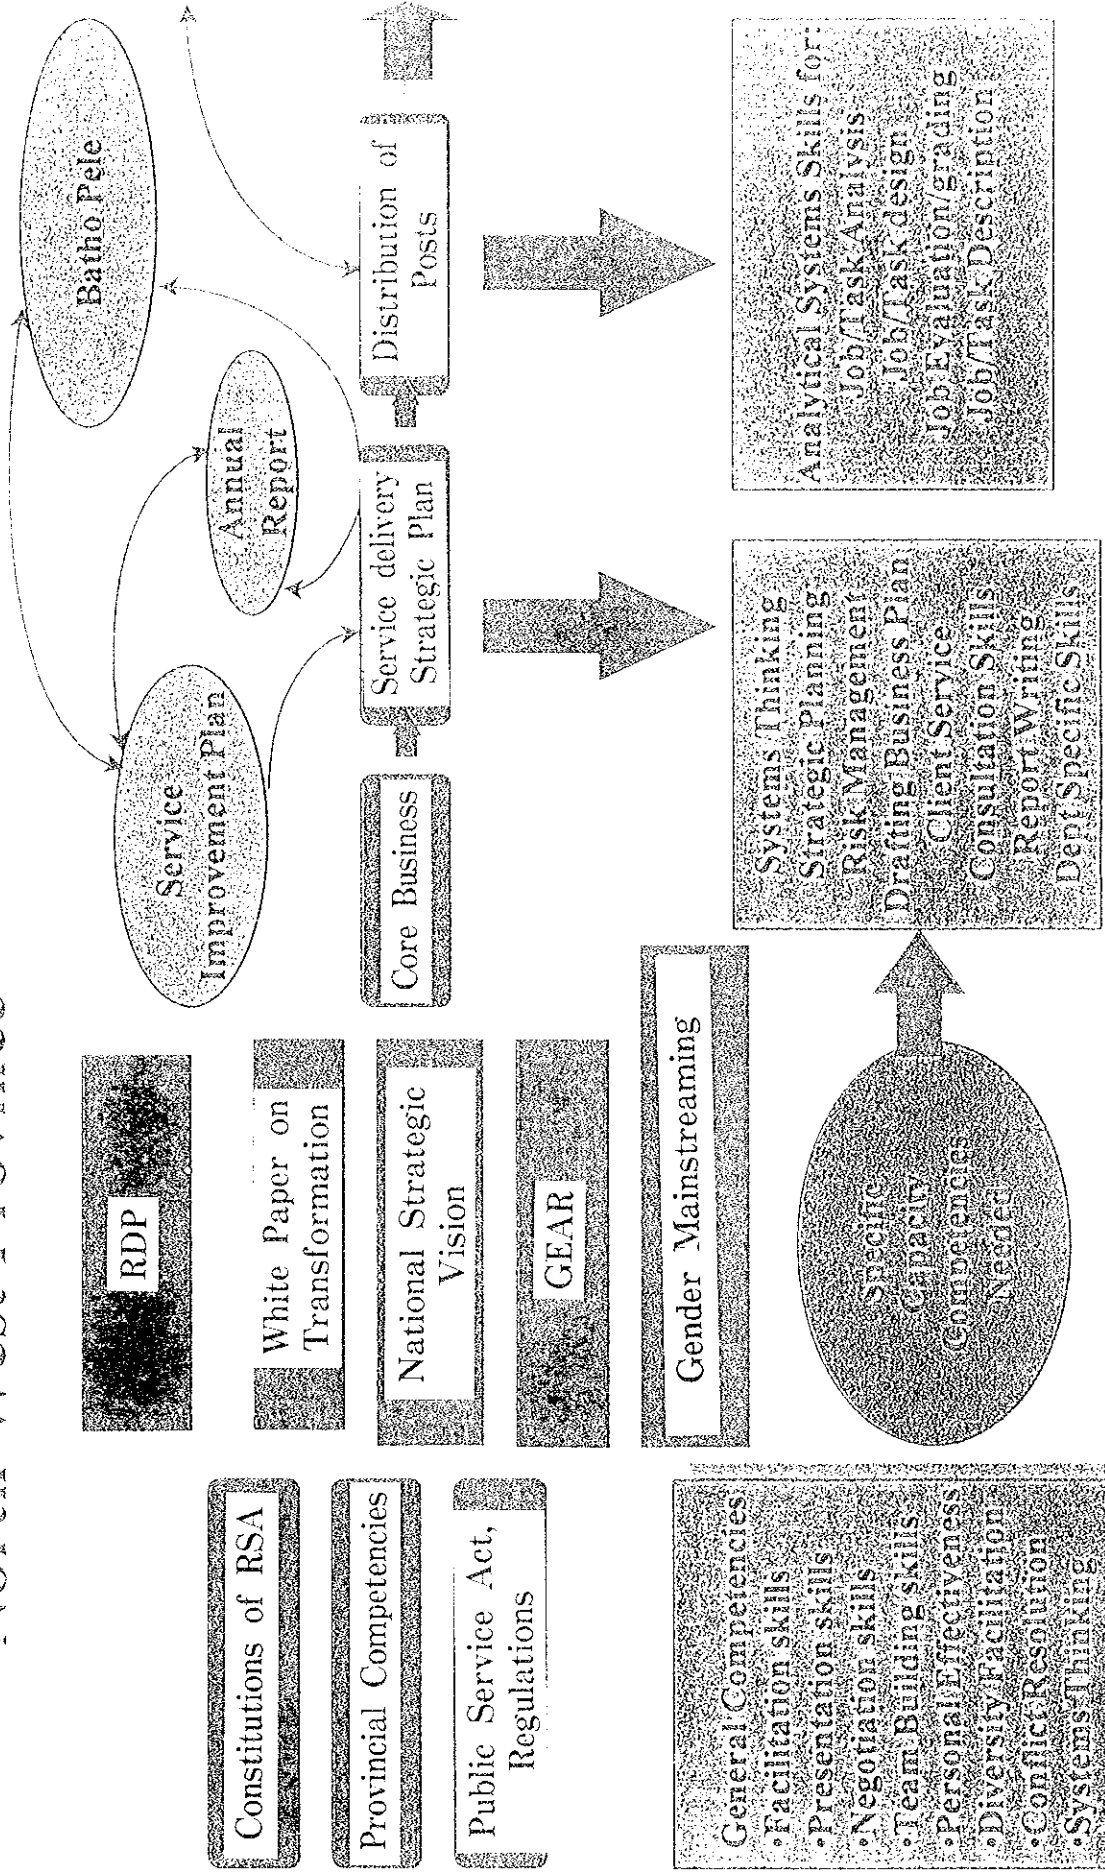 Constitutions of RSA
Provincial Competencies
Public Service Act,
Regulations
RDP
White Paper on
Transformation
National Strategic
Vision
GEAR
Gender Mainstreaming
Service
Improvement Plan
Annual
Report
Batho Pele
Core Business
Service delivery
Strategic Plan
Distribution of
Posts
General Competencies
•Facilitation skills
•Presentation skills
•Negotiation skills
•Team Building skills
•Personal Effectiveness
•Diversity Facilitation
•Conflict Resolution
•Systems Thinking
Specific
Capacity
Competencies
Needed
Systems Thinking
Strategic Planning
Risk Management
Drafting Business Plan
Client Service
Consultation Skills
Report Writing
Dept Specific Skills
Analytical Systems Skills for:
Job/Task Analysis
Job/Task design
Job Evaluation/grading
Job/Task Description